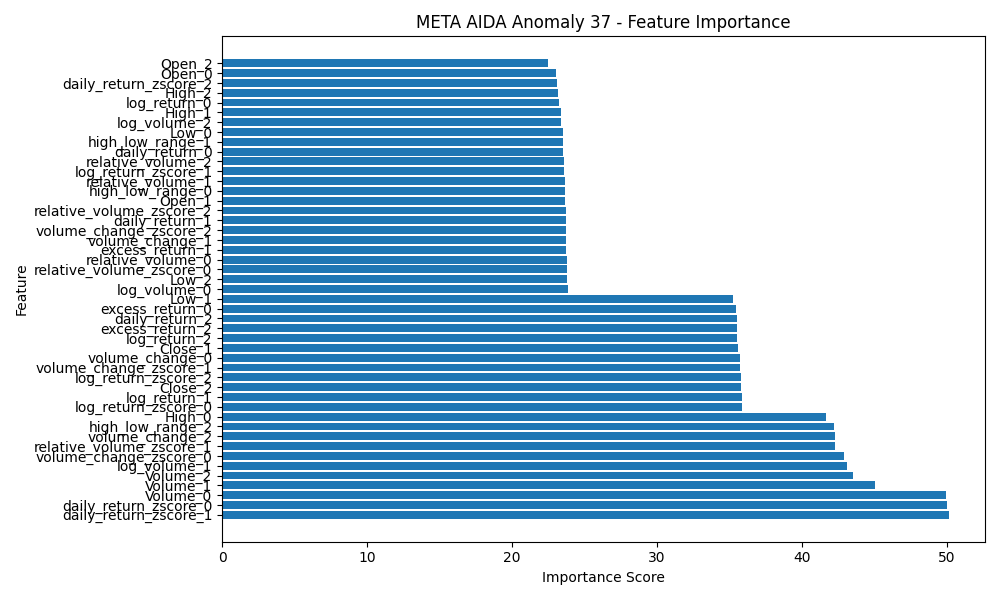 META AIDA Anomaly 37 - Feature Importance
Open_2
Open_0
daily_return_zscore_2
High_2
log_return_0
High_1
log_volume_2
Low_0
high_low_range_1
daily_return_0
relative_volume_2
log_return_zscore_1
relative_volume_1
high_low_range_0
Open_1
relative_volume_zscore_2
daily_return_1
volume_change_zscore_2
volume_change_1
excess_return_1
relative_volume_0
relative_volume_zscore_0
Low_2
log_volume_0
Low_1
excess_return_0
daily_return_2
excess_return_2
log_return_2
Close_1
volume_change_0
volume_change_zscore_1
log_return_zscore_2
Close_2
log_return_1
log_return_zscore_0
High_0
high_low_range_2
volume_change_2
relative_volume_zscore_1
volume_change_zscore_0
log_volume_1
Volume_2
Volume_1
Volume_0
daily_return_zscore_0
daily_return_zscore_1
Feature
0 10 20 30 40 50
Importance Score